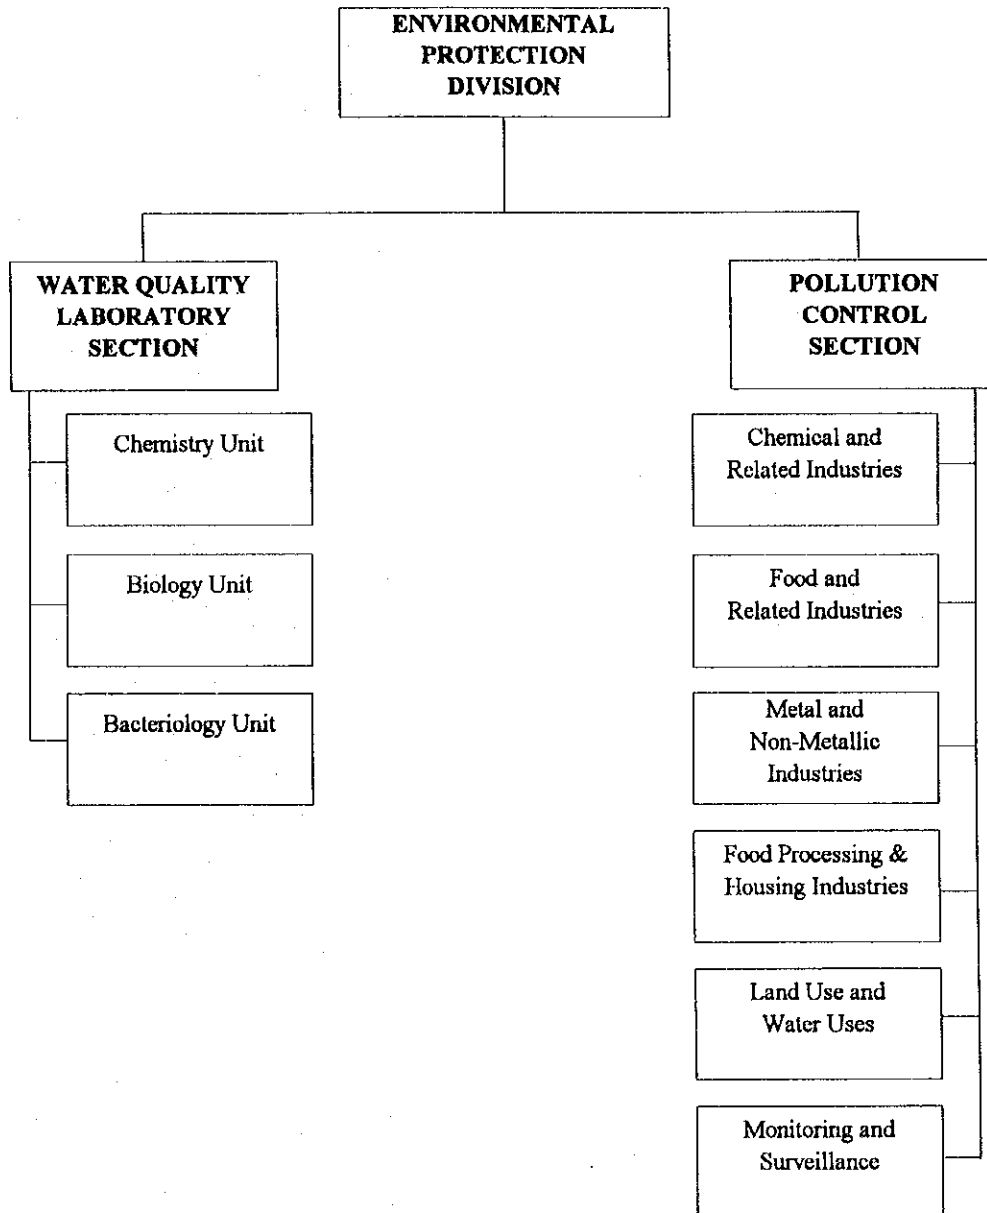 ENVIRONMENTAL
PROTECTION
DIVISION
WATER QUALITY
LABORATORY
SECTION
Chemistry Unit
Biology Unit
Bacteriology Unit
POLLUTION
CONTROL
SECTION
Chemical and
Related Industries
Food and
Related Industries
Metal and
Non-Metallic
Industries
Food Processing &
Housing Industries
Land Use and
Water Uses
Monitoring and
Surveillance